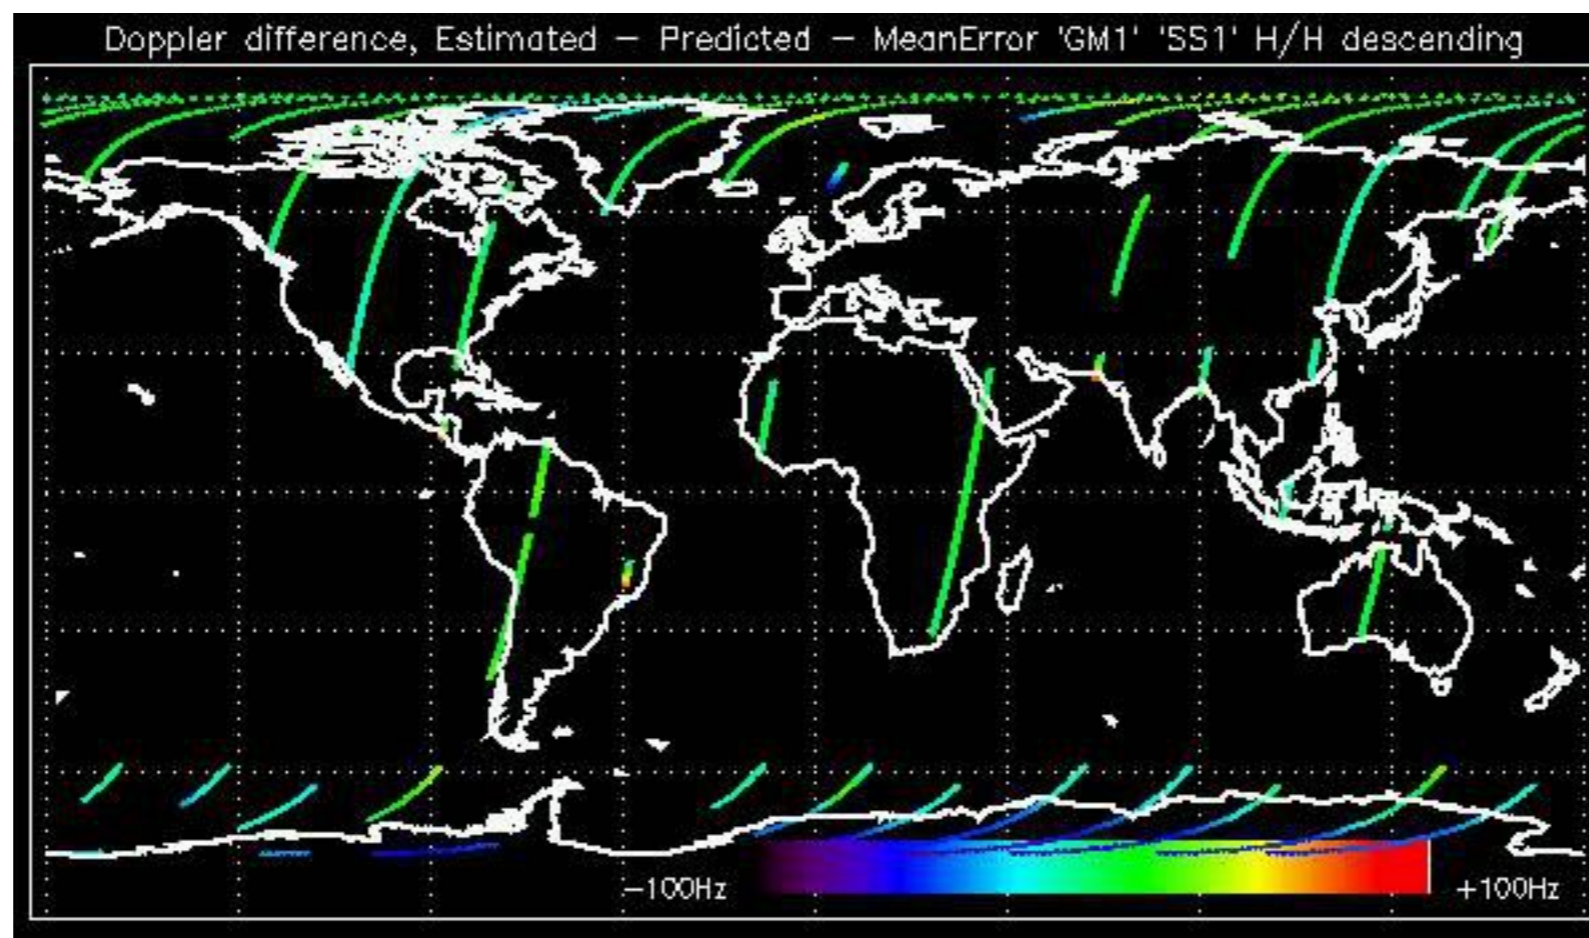 Doppler difference, Estimated – Predicted – MeanError 'GM1' 'SS1' H/H descending
–100Hz
+100Hz